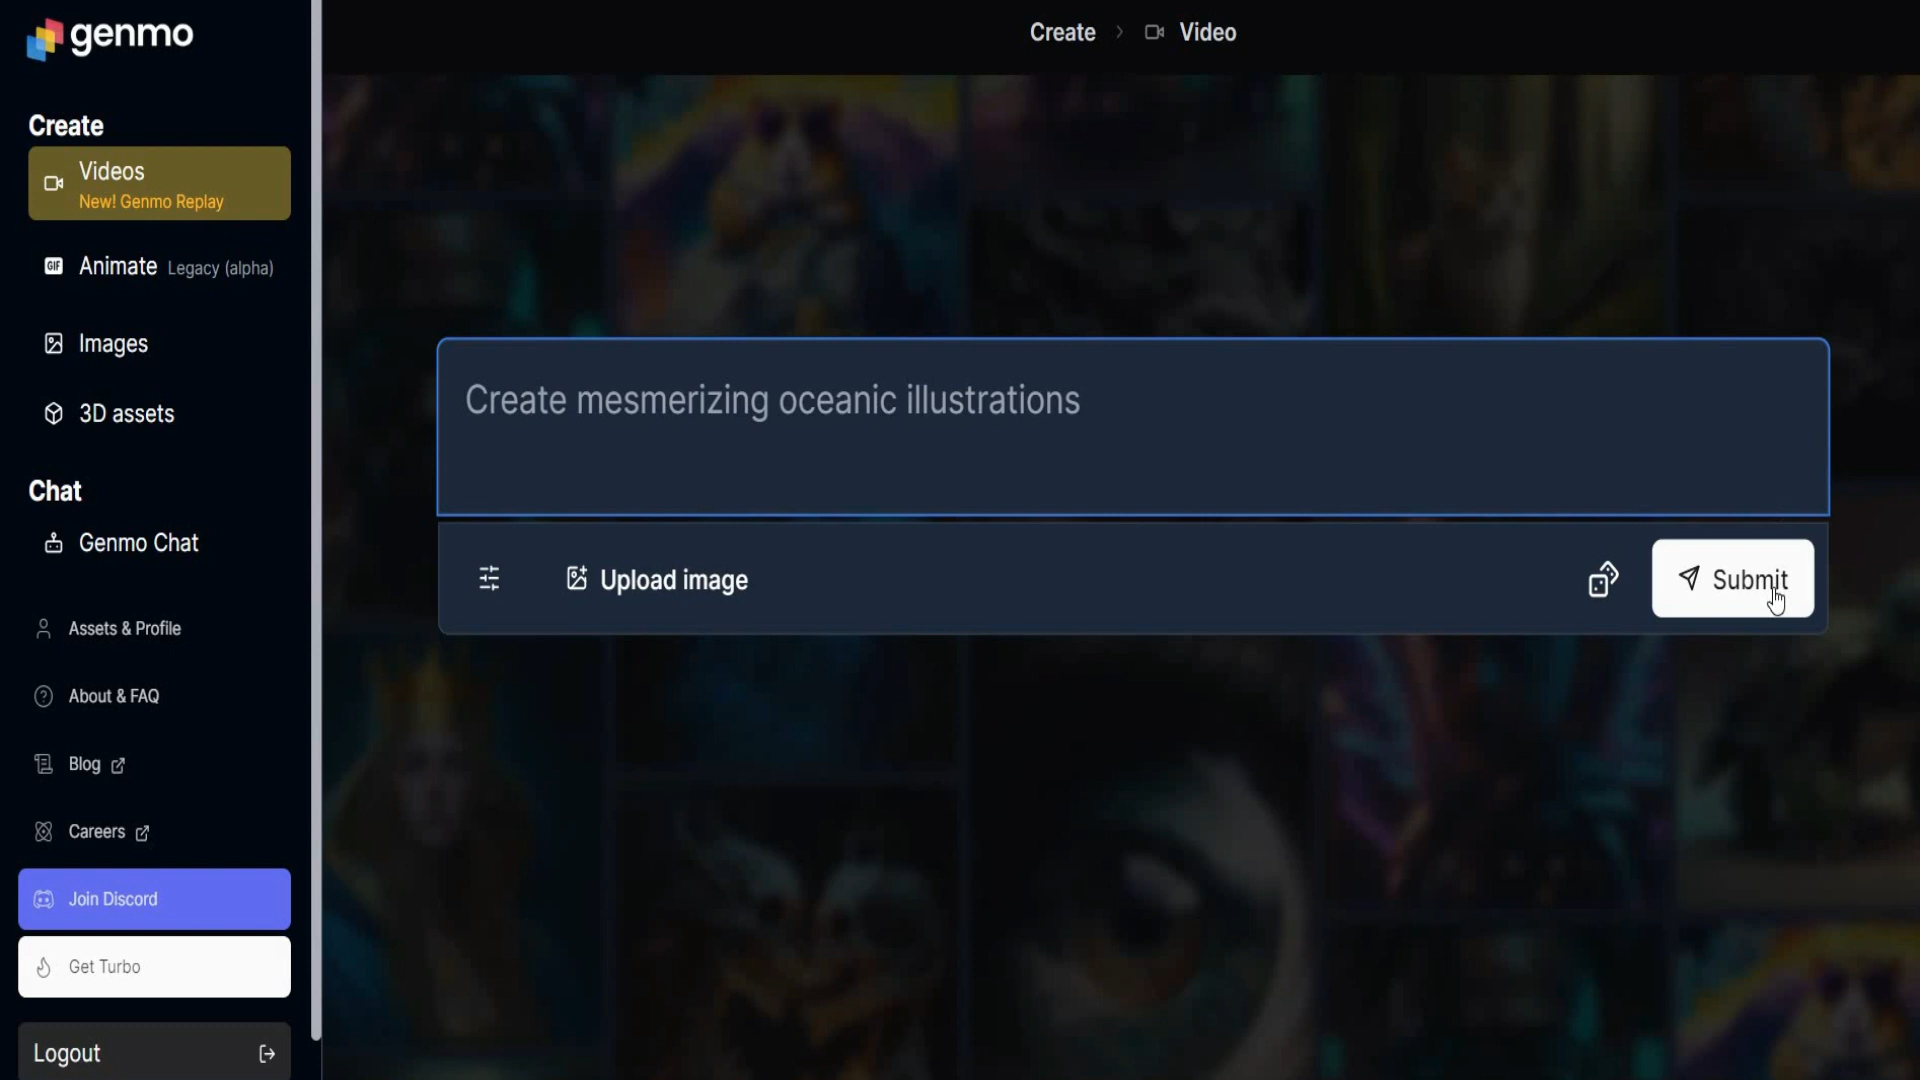 genmo
Create > Video
Create
Videos
New! Genmo Replay
GIF Animate Legacy (alpha)
Images
3D assets
Chat
Genmo Chat
Assets & Profile
About & FAQ
Blog
Careers
Join Discord
Get Turbo
Logout
Create mesmerizing oceanic illustrations
Upload image
Submit